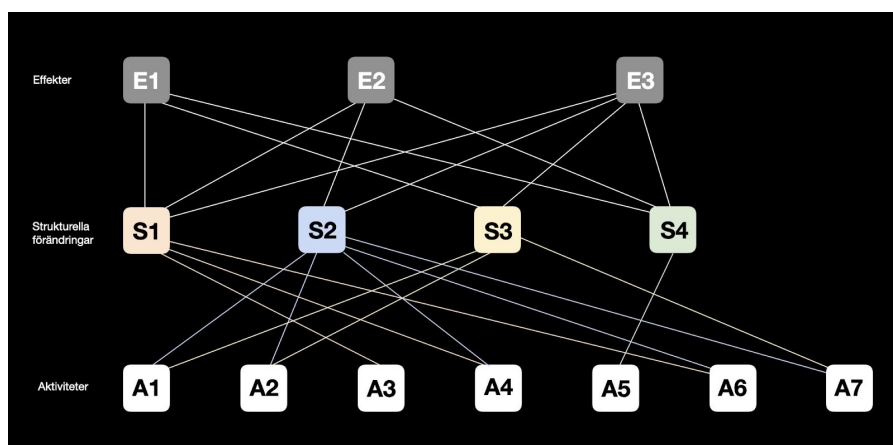 Effekter
E1
E2
E3
Strukturella
förändringar
S1
S2
S3
S4
Aktiviteter
A1
A2
A3
A4
A5
A6
A7